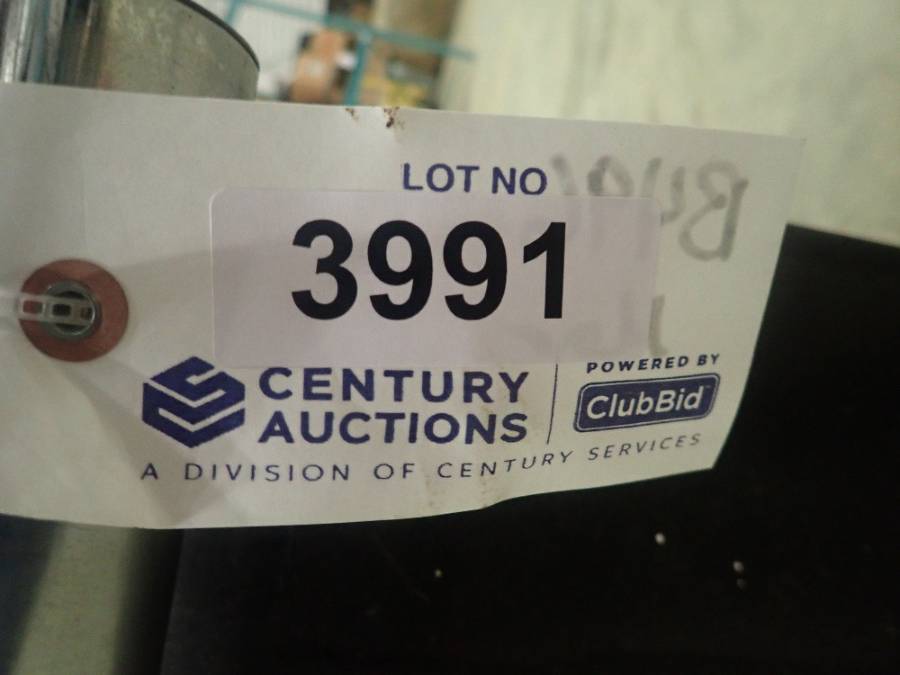 LOT NO
3991
CENTURY
AUCTIONS
POWERED BY
ClubBid
A DIVISION OF CENTURY SERVICES